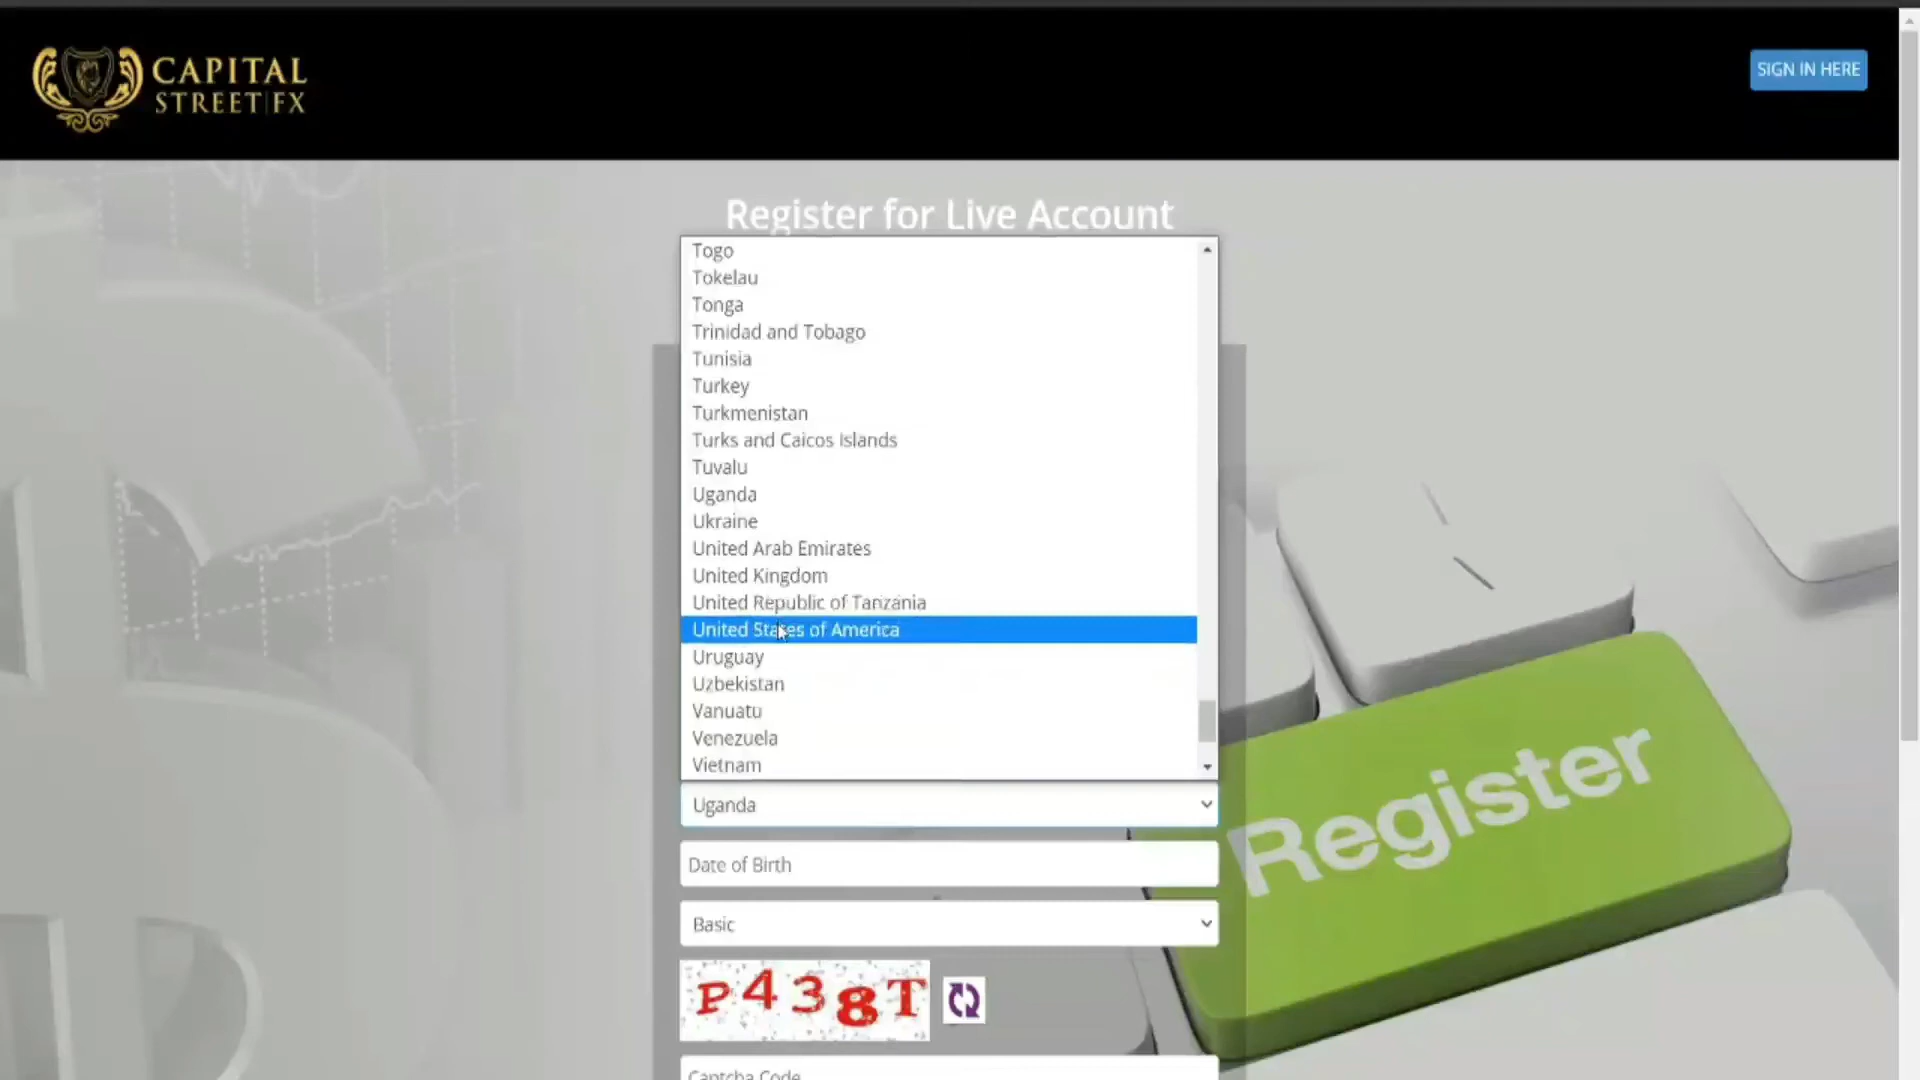 CAPITAL
STREET FX
SIGN IN HERE
Register for Live Account
Togo
Tokelau
Tonga
Trinidad and Tobago
Tunisia
Turkey
Turkmenistan
Turks and Caicos Islands
Tuvalu
Uganda
Ukraine
United Arab Emirates
United Kingdom
United Republic of Tanzania
United States of America
Uruguay
Uzbekistan
Vanuatu
Venezuela
Vietnam
Uganda
Date of Birth
Basic
P438T
Captcha Code
Register